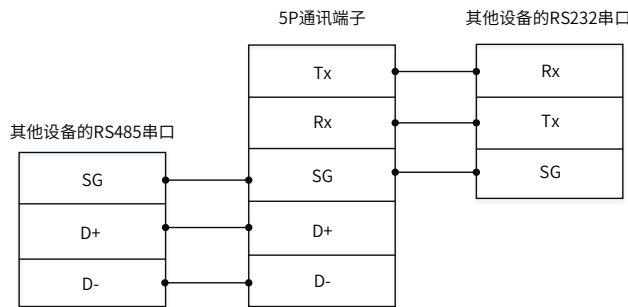 5P通讯端子
其他设备的RS232串口
Tx
Rx
Rx
Tx
其他设备的RS485串口
SG
SG
SG
D+
D+
D-
D-